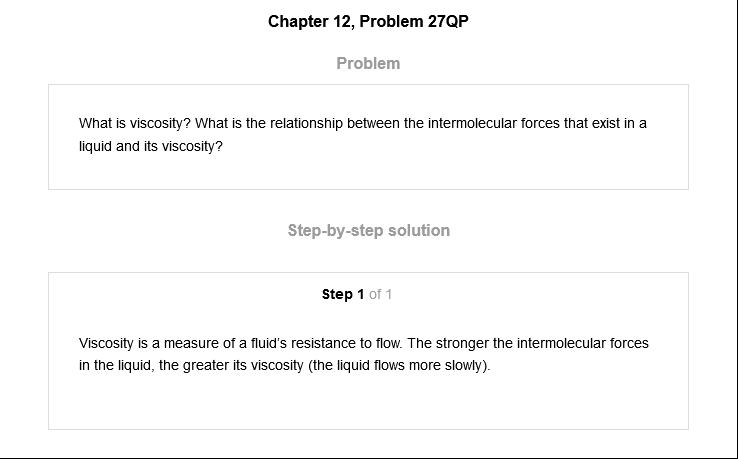 Chapter 12, Problem 27QP
Problem
What is viscosity? What is the relationship between the intermolecular forces that exist in a
liquid and its viscosity?
Step-by-step solution
Step 1 of 1
Viscosity is a measure of a fluid's resistance to flow. The stronger the intermolecular forces
in the liquid, the greater its viscosity (the liquid flows more slowly).